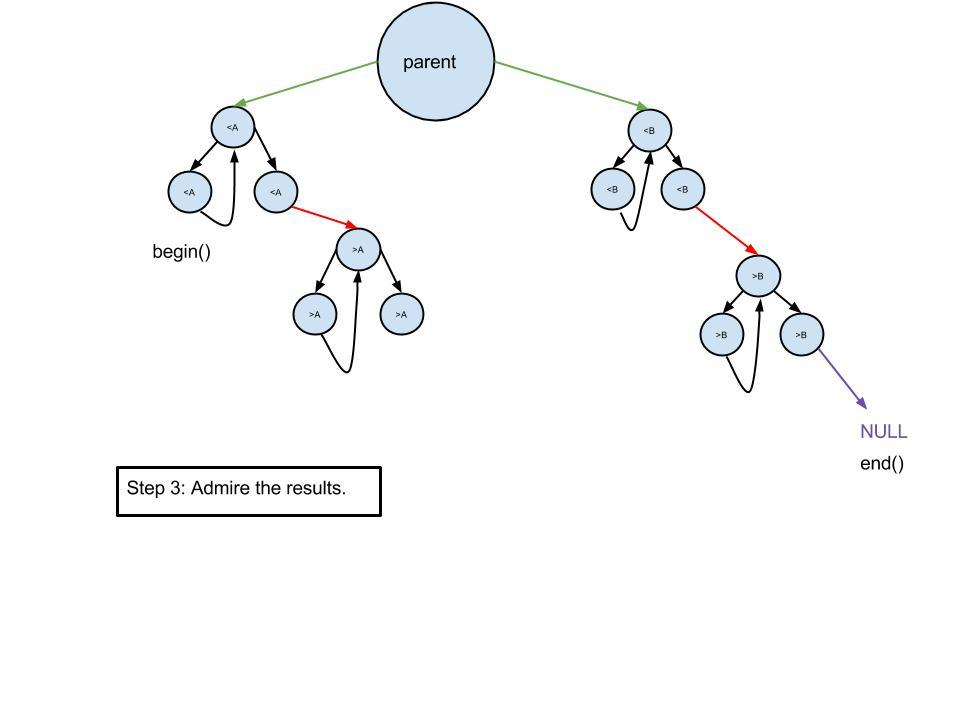 parent
<A
<B
<A
<A
<B
<B
begin()
>A
>B
>A
>A
>B
>B
NULL
end()
Step 3: Admire the results.